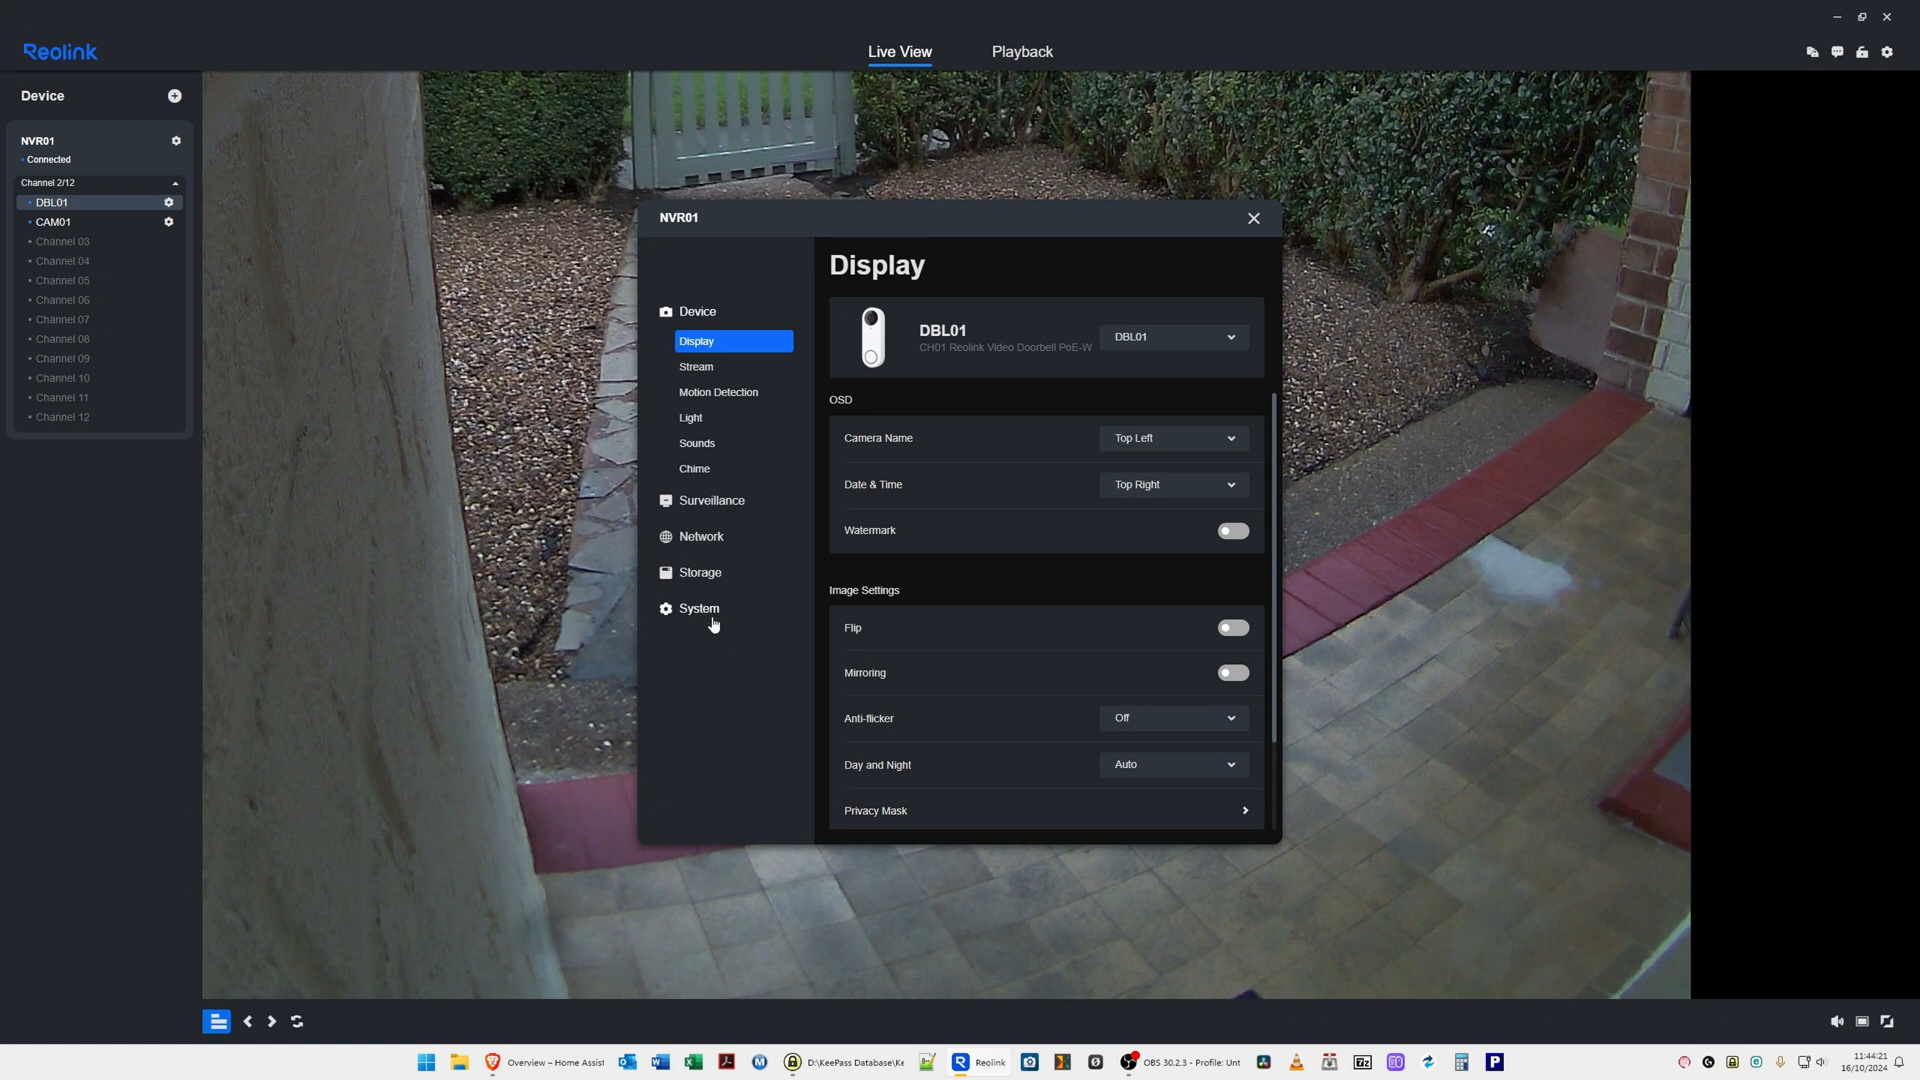 Reolink
Live View
Playback
Device
NVR01
Connected
Channel 2/12
DBL01
CAM01
Channel 03
Channel 04
Channel 05
Channel 06
Channel 07
Channel 08
Channel 09
Channel 10
Channel 11
Channel 12
NVR01
Device
Display
Stream
Motion Detection
Light
Sounds
Chime
Surveillance
Network
Storage
System
Display
DBL01
CH01 Reolink Video Doorbell PoE-W
DBL01
OSD
Camera Name
Top Left
Date & Time
Top Right
Watermark
Image Settings
Flip
Mirroring
Anti-flicker
Off
Day and Night
Auto
Privacy Mask
Overview – Home Assist
D:\KeePass Database\Ke
Reolink
OBS 30.2.3 - Profile: Unt
7z
P
11:44:21
16/10/2024